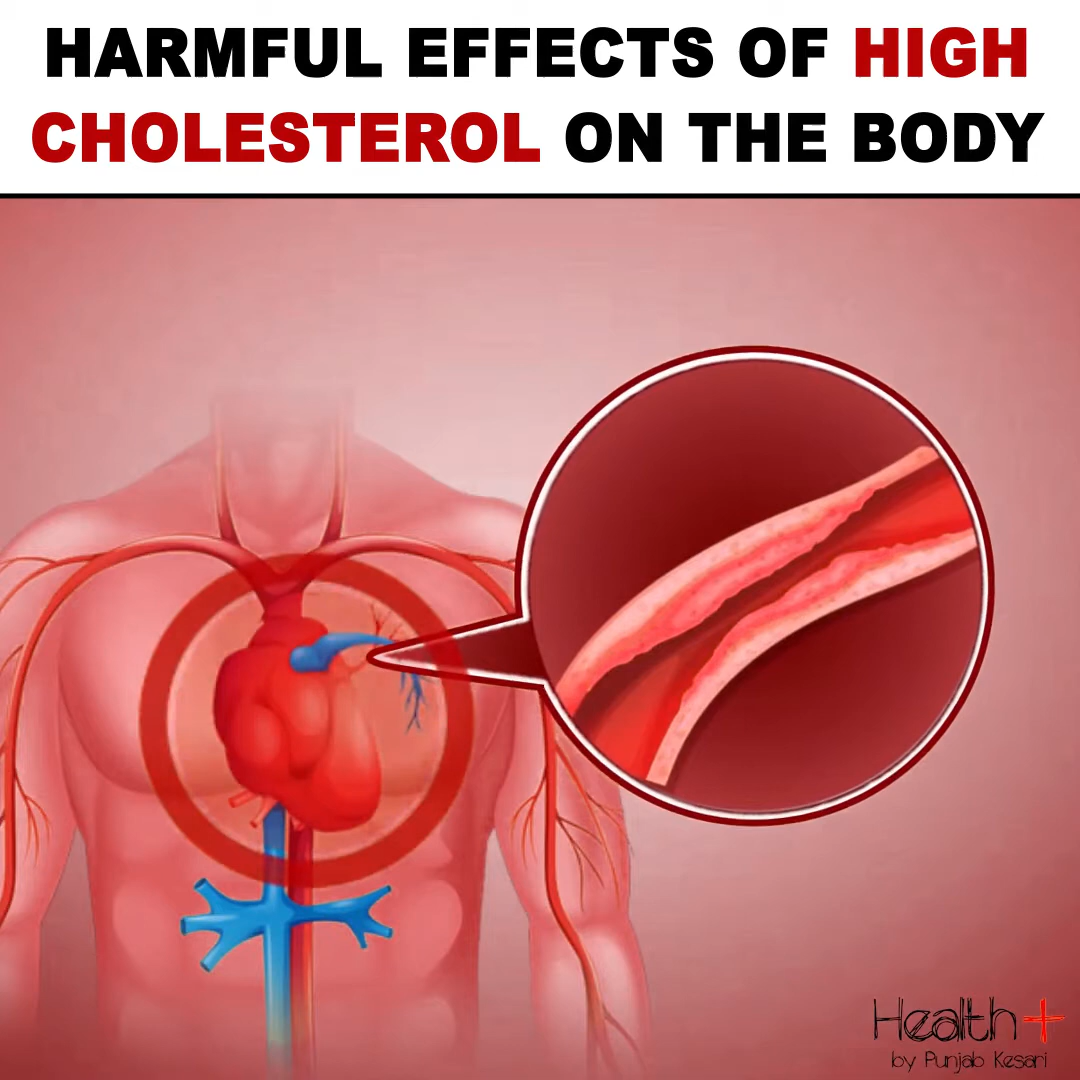 HARMFUL EFFECTS OF HIGH
CHOLESTEROL ON THE BODY
Health+
by Punjab Kesari